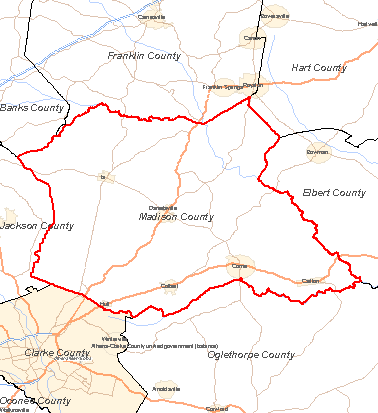 Carnesville
Bowersville
Canon
Hartwell
Franklin County
Hart County
Franklin Springs
Royston
Banks County
Bowman
Ila
Elbert County
Danielsville
Madison County
Jackson County
Comer
Colbert
Carlton
Hull
Winterville
Athens-Clarke County unified government (balance)
Clarke County
Oglethorpe County
Arnoldsville
Oconee County
Watkinsville
Crawford